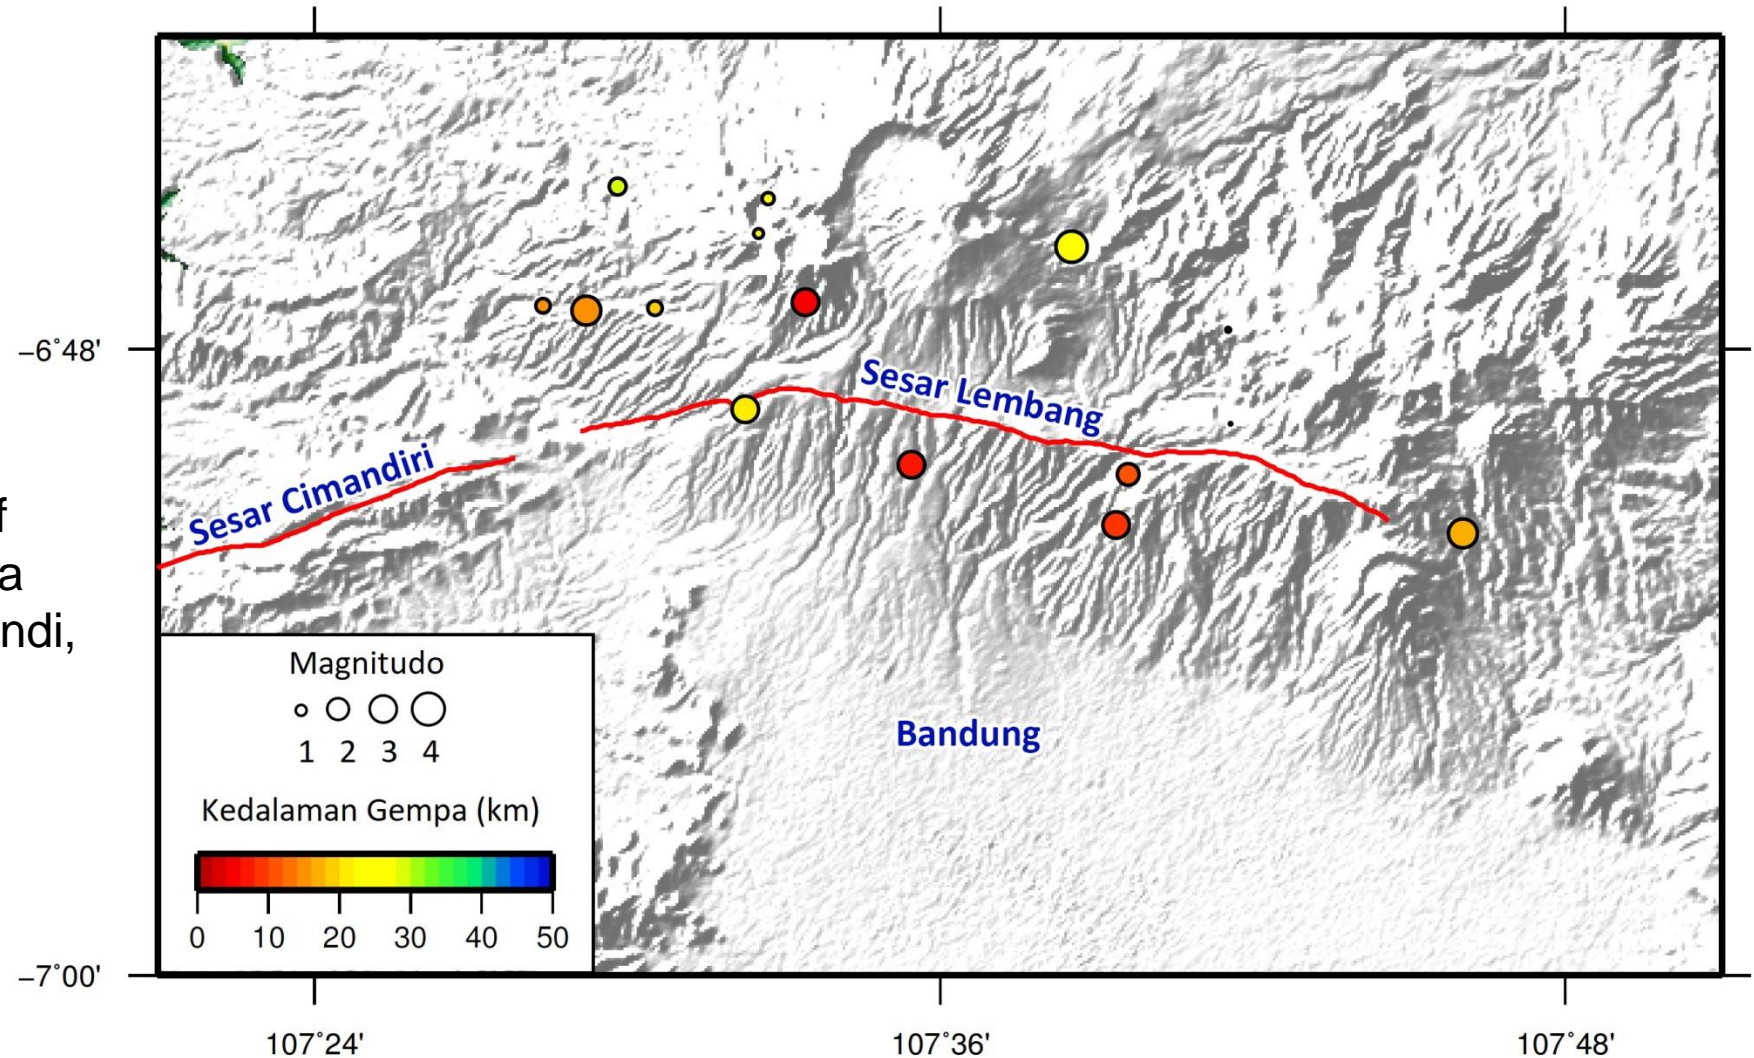 −6˚48'
Sesar Lembang
Sesar Cimandiri
f
a
ndi,
Magnitudo
1 2 3 4
Bandung
Kedalaman Gempa (km)
0 10 20 30 40 50
−7˚00'
107˚24' 107˚36' 107˚48'